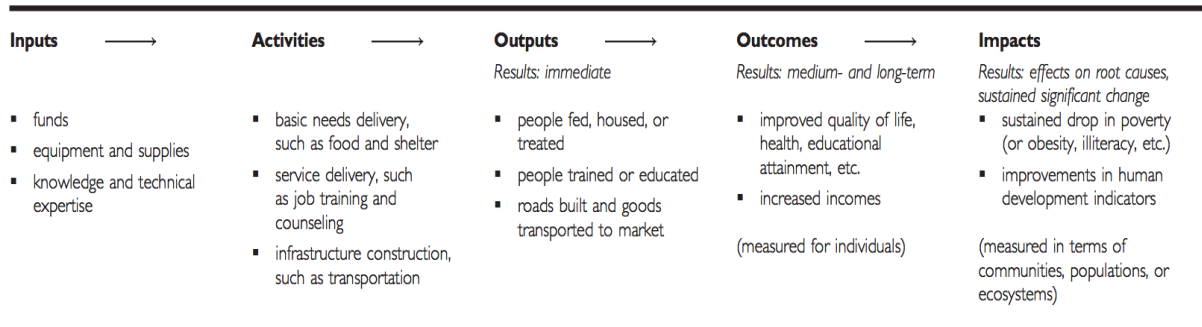 Inputs ⟶
funds
equipment and supplies
knowledge and technical
expertise
Activities ⟶
basic needs delivery,
such as food and shelter
service delivery, such
as job training and
counseling
infrastructure construction,
such as transportation
Outputs ⟶
Results: immediate
people fed, housed, or
treated
people trained or educated
roads built and goods
transported to market
Outcomes ⟶
Results: medium- and long-term
improved quality of life,
health, educational
attainment, etc.
increased incomes
(measured for individuals)
Impacts
Results: effects on root causes,
sustained significant change
sustained drop in poverty
(or obesity, illiteracy, etc.)
improvements in human
development indicators
(measured in terms of
communities, populations, or
ecosystems)